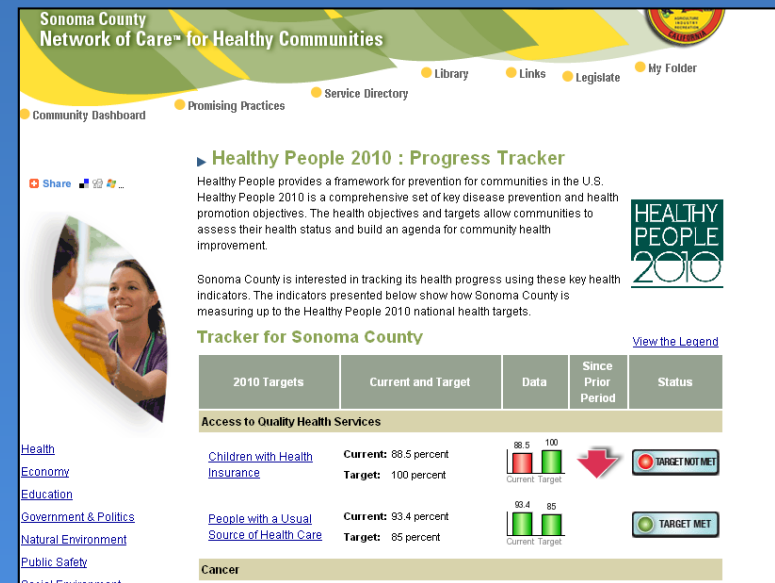 Sonoma County
Network of Care℠ for Healthy Communities
Library
Links
Legislate
My Folder
Service Directory
Promising Practices
Community Dashboard
Share
Healthy People 2010 : Progress Tracker
Healthy People provides a framework for prevention for communities in the U.S.
Healthy People 2010 is a comprehensive set of key disease prevention and health
promotion objectives. The health objectives and targets allow communities to
assess their health status and build an agenda for community health
improvement.
HEALTHY
PEOPLE
2010
Sonoma County is interested in tracking its health progress using these key health
indicators. The indicators presented below show how Sonoma County is
measuring up to the Healthy People 2010 national health targets.
Tracker for Sonoma County
View the Legend
2010 Targets
Current and Target
Data
Since
Prior
Period
Status
Access to Quality Health Services
Children with Health
Insurance
Current: 88.5 percent
Target: 100 percent
88.5 100
Current Target
TARGET NOT MET
People with a Usual
Source of Health Care
Current: 93.4 percent
Target: 85 percent
93.4 85
Current Target
TARGET MET
Cancer
Health
Economy
Education
Government & Politics
Natural Environment
Public Safety
Social Environment
AGRICULTURE
INDUSTRY
RECREATION
CALIFORNIA